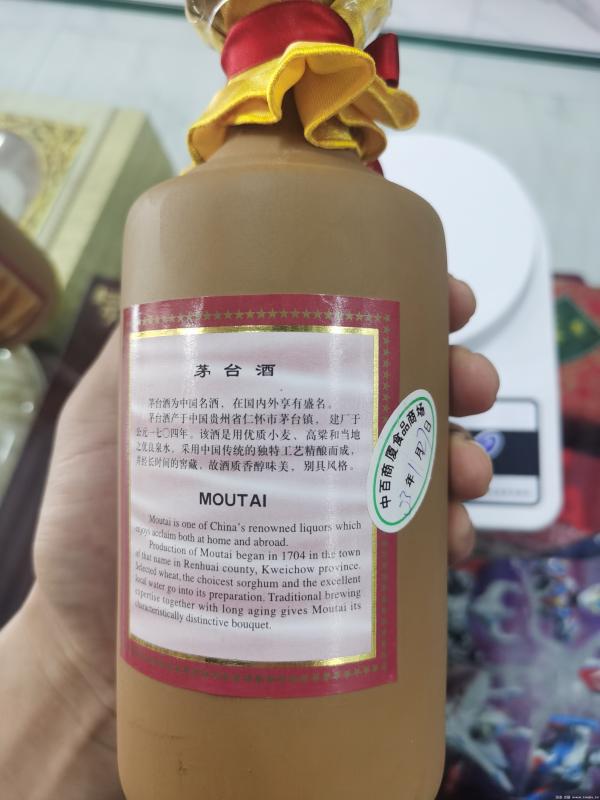 茅台酒
茅台酒为中国名酒，在国内外享有盛名。
茅台酒产于中国贵州省仁怀市茅台镇，建厂于
公元一七〇四年。该酒是用优质小麦、高粱和当地
之优良泉水，采用中国传统的独特工艺精酿而成，
并经长时间的窖藏，故酒质香醇味美，别具风格。
MOUTAI
Moutai is one of China's renowned liquors which
enjoys acclaim both at home and abroad.
Production of Moutai began in 1704 in the town
of that name in Renhuai county, Kweichow province.
Selected wheat, the choicest sorghum and the excellent
local water go into its preparation. Traditional brewing
expertise together with long aging gives Moutai its
characteristically distinctive bouquet.
中百商厦食品商场
年1月 日